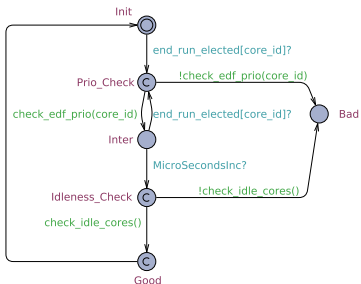 Init
end_run_elected[core_id]?
Prio_Check
C
!check_edf_prio(core_id)
check_edf_prio(core_id)
end_run_elected[core_id]?
Bad
Inter
MicroSecondsInc?
Idleness_Check
C
!check_idle_cores()
check_idle_cores()
C
Good